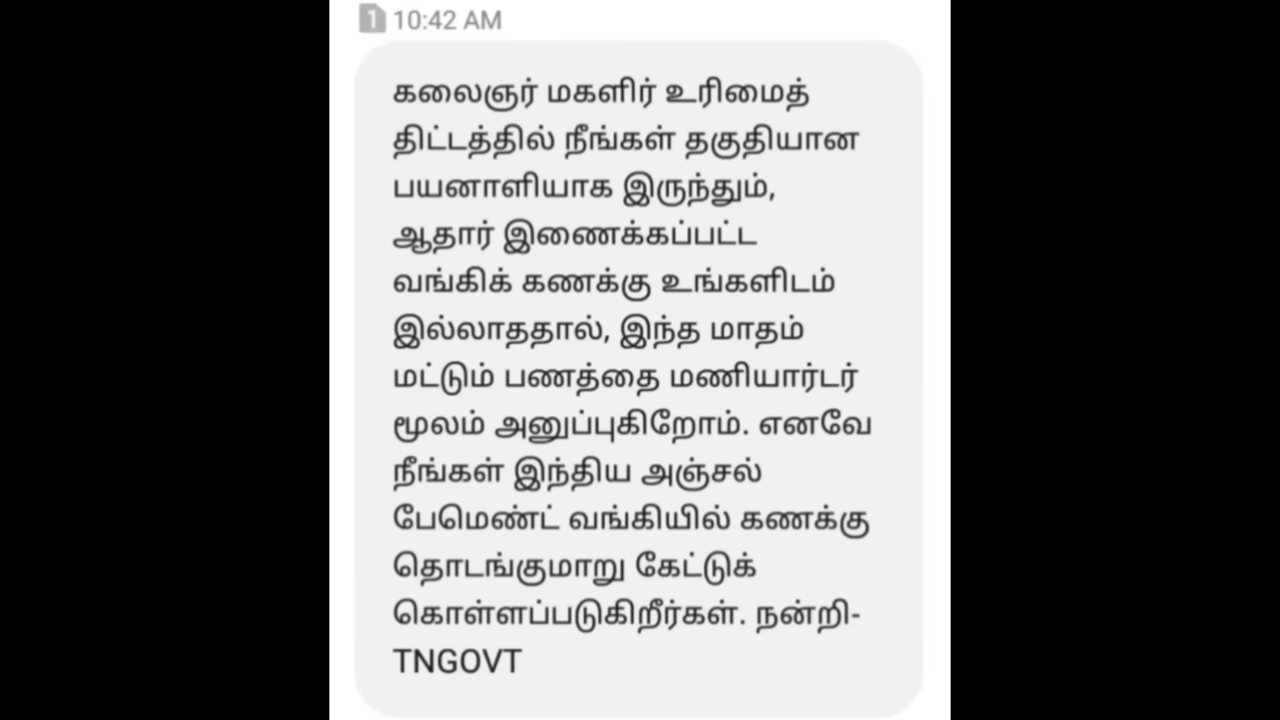 1 10:42 AM
கலைஞர் மகளிர் உரிமைத்
திட்டத்தில் நீங்கள் தகுதியான
பயனாளியாக இருந்தும்,
ஆதார் இணைக்கப்பட்ட
வங்கிக் கணக்கு உங்களிடம்
இல்லாததால், இந்த மாதம்
மட்டும் பணத்தை மணியார்டர்
மூலம் அனுப்புகிறோம். எனவே
நீங்கள் இந்திய அஞ்சல்
பேமெண்ட் வங்கியில் கணக்கு
தொடங்குமாறு கேட்டுக்
கொள்ளப்படுகிறீர்கள். நன்றி-
TNGOVT